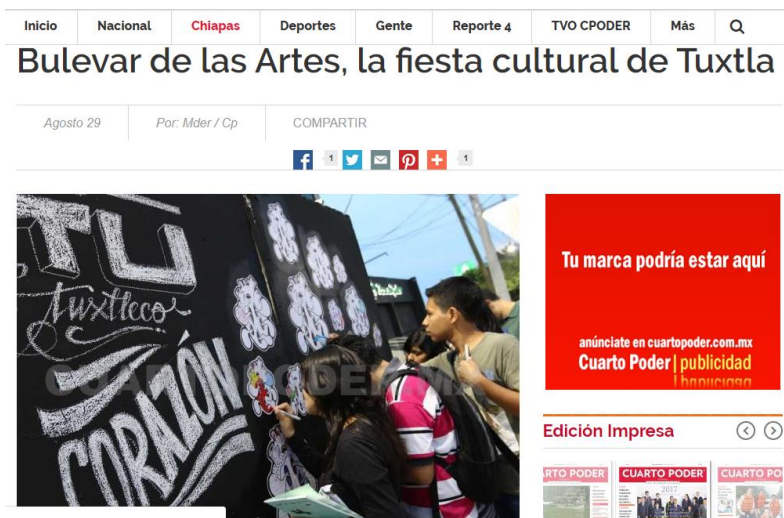 Inicio
Nacional
Chiapas
Deportes
Gente
Reporte 4
TVO CPODER
Más
Bulevar de las Artes, la fiesta cultural de Tuxtla
Agosto 29
Por: Mder / Cp
COMPARTIR
1
1
TÚ
tuxtleco
CORAZÓN
CUARTO PODER.MX
Tu marca podría estar aquí
anúnciate en cuartopoder.com.mx
Cuarto Poder | publicidad
Edición Impresa
CUARTO PODER
2017